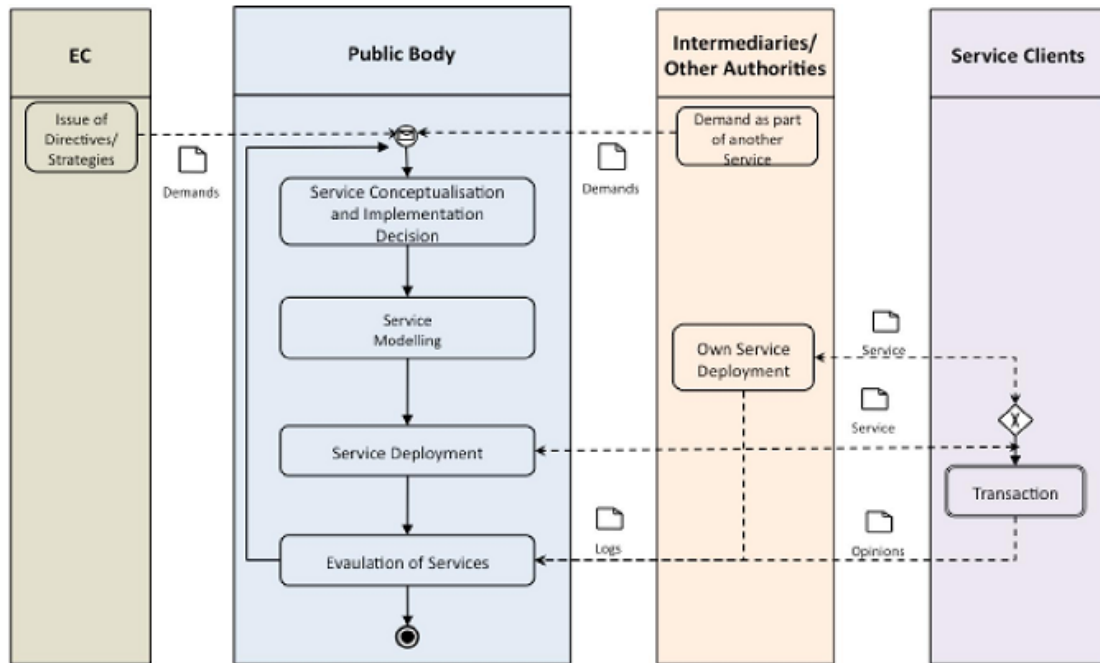 EC
Public Body
Intermediaries/
Other Authorities
Service Clients
Issue of
Directives/
Strategies
Demands
Demands
Demand as part
of another
Service
Service Conceptualisation
and Implementation
Decision
Service
Modelling
Own Service
Deployment
Service
X
Service
Service Deployment
Transaction
Logs
Opinions
Evaulation of Services